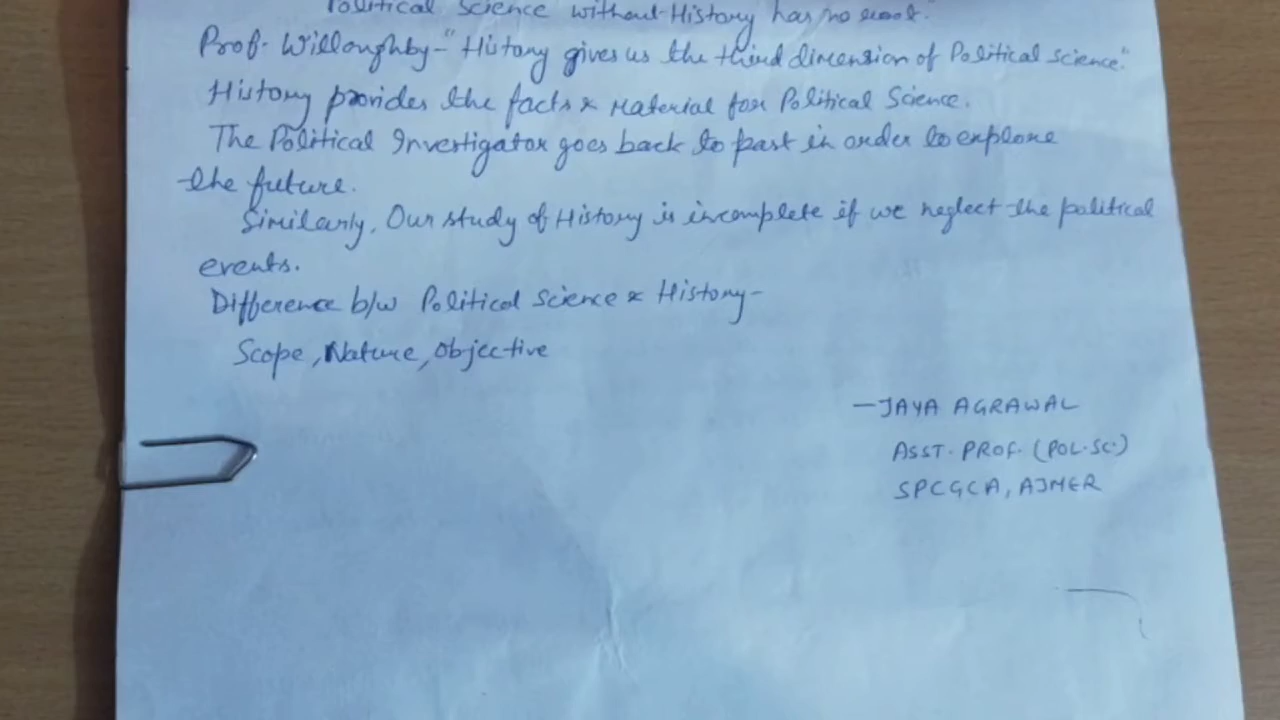 Political Science without History has no root."
Prof. Willoughby-"History gives us the third dimension of Political Science."
History provides the facts & Material for Political Science.
The Political Investigator goes back to past in order to explore
the future.
Similarly, Our study of History is incomplete if we neglect the political
events.
Difference b/w Political Science & History-
Scope, Nature, Objective
—JAYA AGRAWAL
ASST. PROF. (POL.SC.)
SPCGCA, AJMER